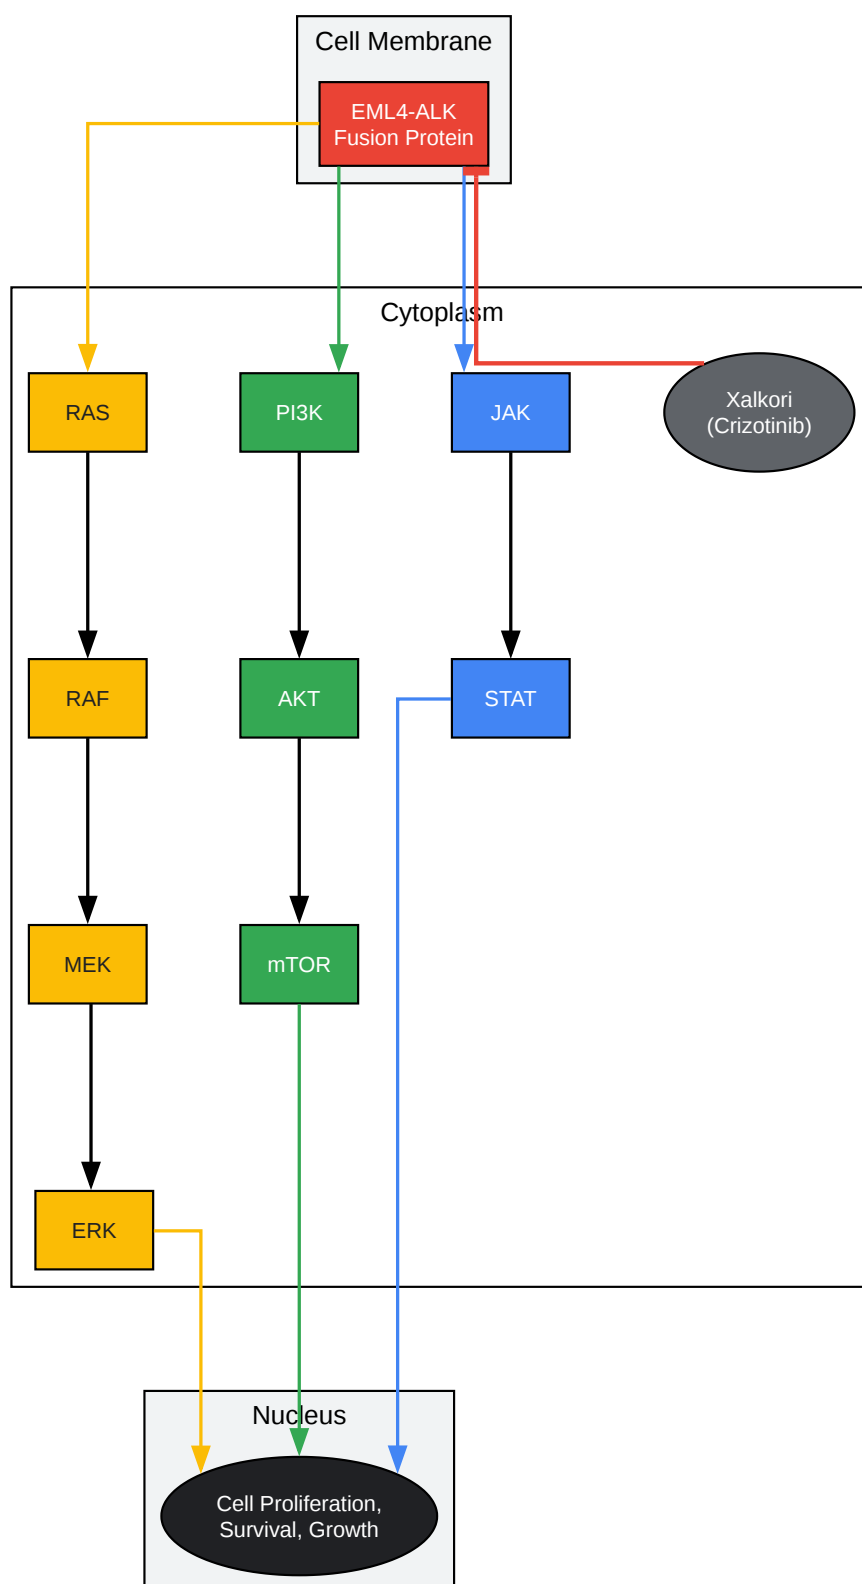 Cell Membrane
EML4-ALK
Fusion Protein
Cytoplasm
RAS
PI3K
JAK
Xalkori
(Crizotinib)
RAF
AKT
STAT
MEK
mTOR
ERK
Nucleus
Cell Proliferation,
Survival, Growth